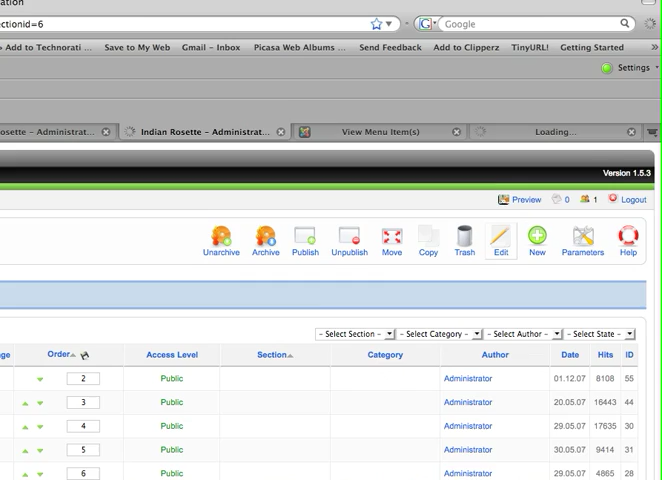 ectionid=6
Google
Add to Technorati ... Save to My Web Gmail - Inbox Picasa Web Albums ... Send Feedback Add to Clipperz TinyURL! Getting Started
Settings
osette - Administrat... Indian Rosette - Administrat... View Menu Item(s) Loading...
Version 1.5.3
Preview 0 1 Logout
Unarchive Archive Publish Unpublish Move Copy Trash Edit New Parameters Help
- Select Section - - Select Category - - Select Author - - Select State -
ge Order Access Level Section Category Author Date Hits ID
2 Public Administrator 01.12.07 8108 55
3 Public Administrator 20.05.07 16443 44
4 Public Administrator 29.05.07 17635 30
5 Public Administrator 30.05.07 9414 31
6 Public Administrator 29.05.07 4865 28